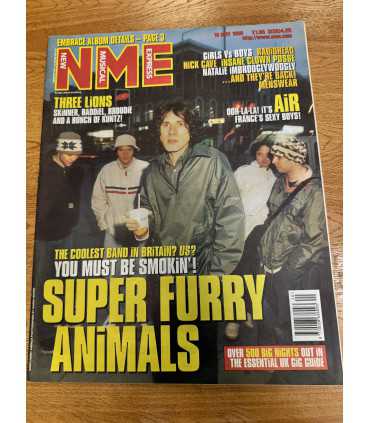 EMBRACE ALBUM DETAILS – PAGE 3
NEW
MUSICAL
EXPRESS
NME
GIRLS Vs BOYS RADIOHEAD
NICK CAVE INSANE CLOWN POSSE
NATALIE IMBROOGLEYWOOGLY
...AND THEY'RE BACK!
MENSWEAR
THREE LiONS
SKINNER, BADDIEL, BROUDIE
AND A BUNCH OF KUNTZ!
AiR
OOH-LA-LA! iT'S
FRANCE'S SEXY BOYS!
THE COOLEST BAND IN BRITAIN? US?
YOU MUST BE SMOKiN'!
SUPER FURRY
ANiMALS
OVER 500 BIG NIGHTS OUT IN
THE ESSENTIAL UK GIG GUIDE